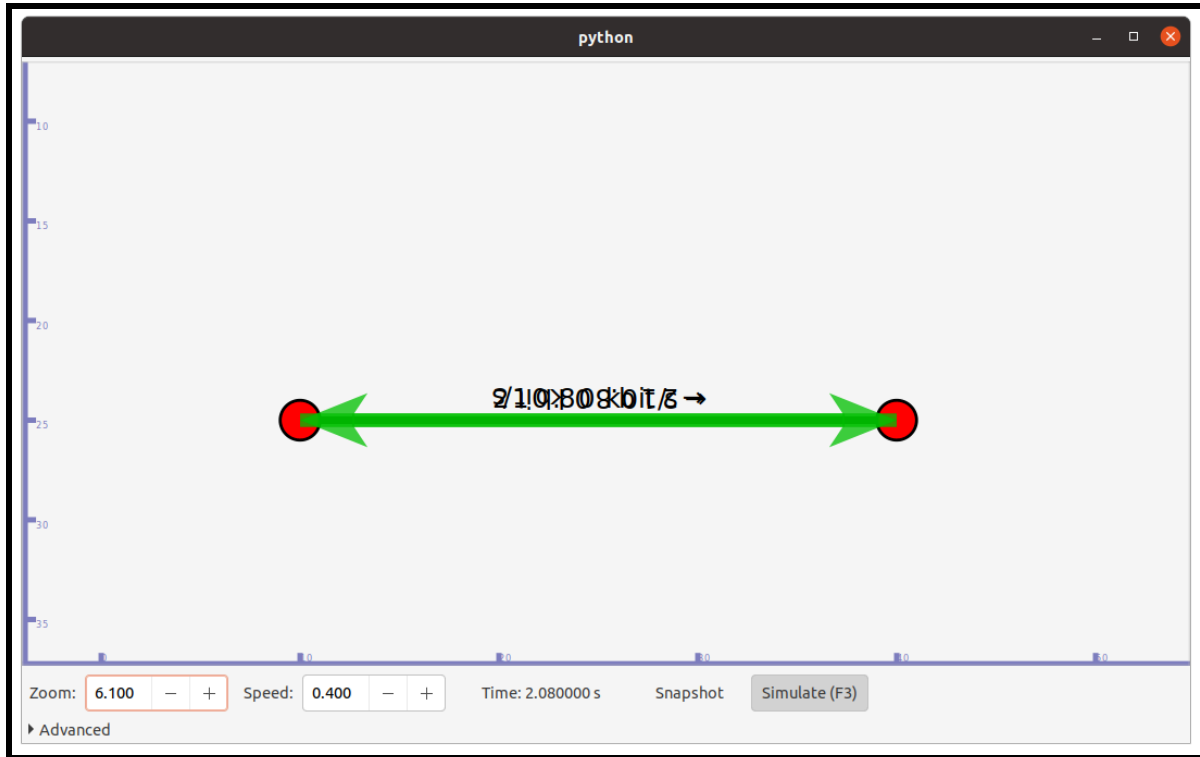 python
10
15
20
25
30
35
Zoom: 6.100 − + Speed: 0.400 − + Time: 2.080000 s Snapshot Simulate (F3)
Advanced